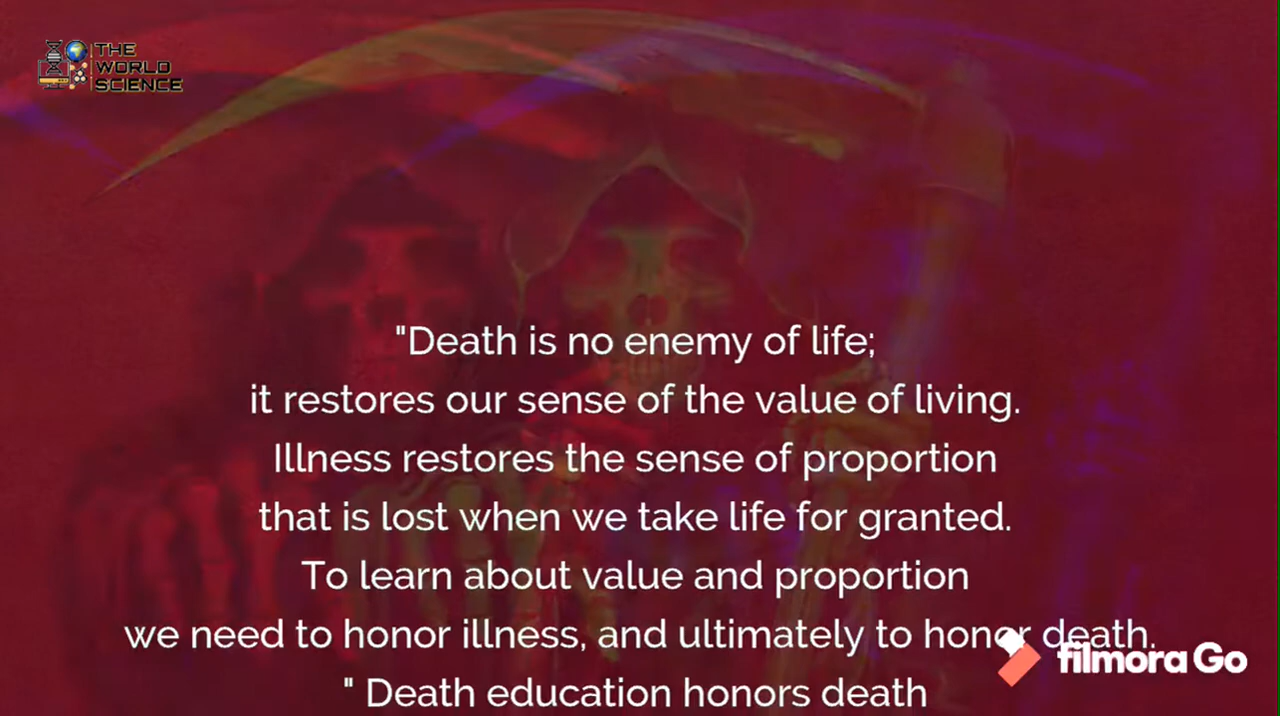 THE
WORLD
SCIENCE
"Death is no enemy of life;
it restores our sense of the value of living.
Illness restores the sense of proportion
that is lost when we take life for granted.
To learn about value and proportion
we need to honor illness, and ultimately to honor death.
filmora Go
" Death education honors death